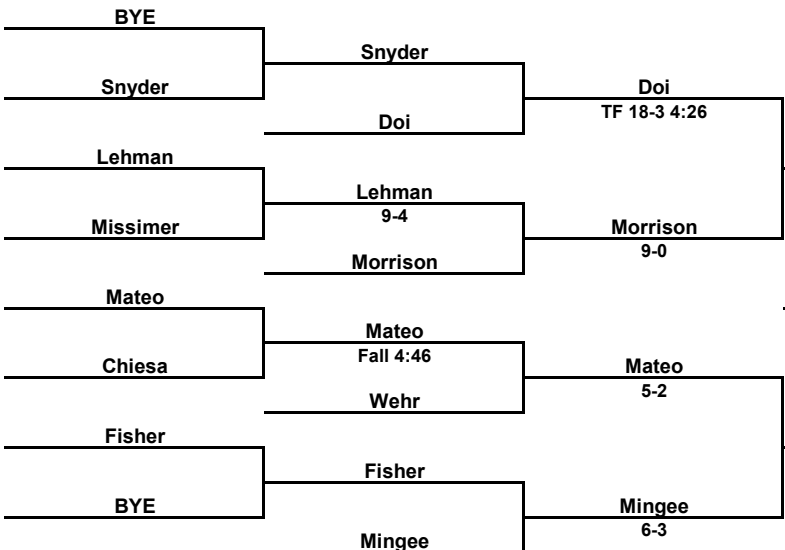 BYE
Snyder
Snyder
Doi
Doi
TF 18-3 4:26
Lehman
Lehman
9-4
Missimer
Morrison
9-0
Morrison
Mateo
Mateo
Fall 4:46
Chiesa
Mateo
5-2
Wehr
Fisher
Fisher
BYE
Mingee
6-3
Mingee